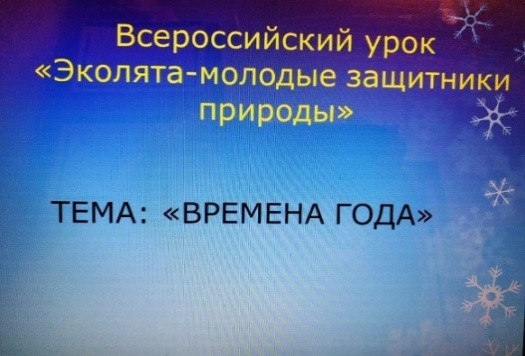 Всероссийский урок
«Эколята-молодые защитники
природы»
ТЕМА: «ВРЕМЕНА ГОДА»